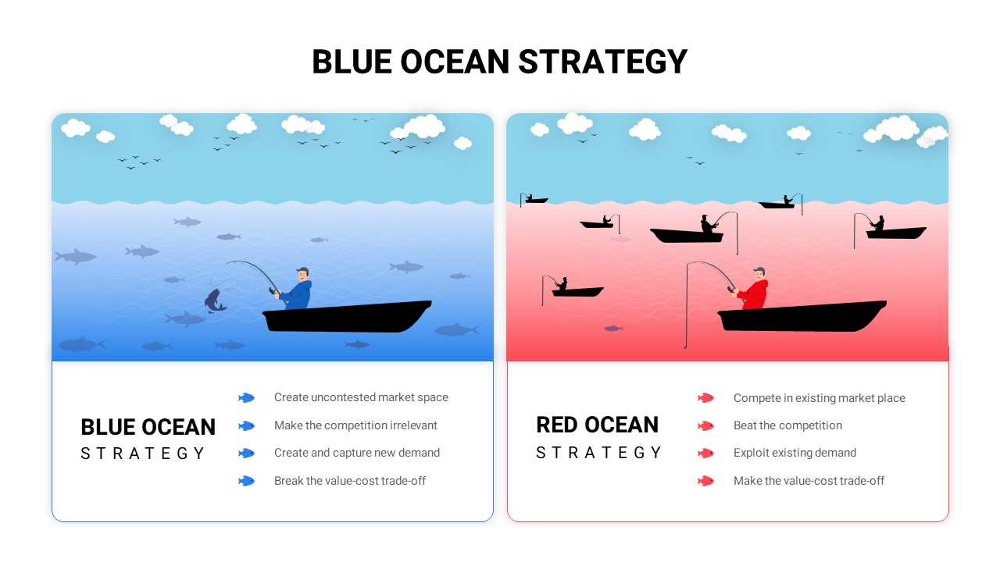 BLUE OCEAN STRATEGY
BLUE OCEAN
STRATEGY
Create uncontested market space
Make the competition irrelevant
Create and capture new demand
Break the value-cost trade-off
RED OCEAN
STRATEGY
Compete in existing market place
Beat the competition
Exploit existing demand
Make the value-cost trade-off